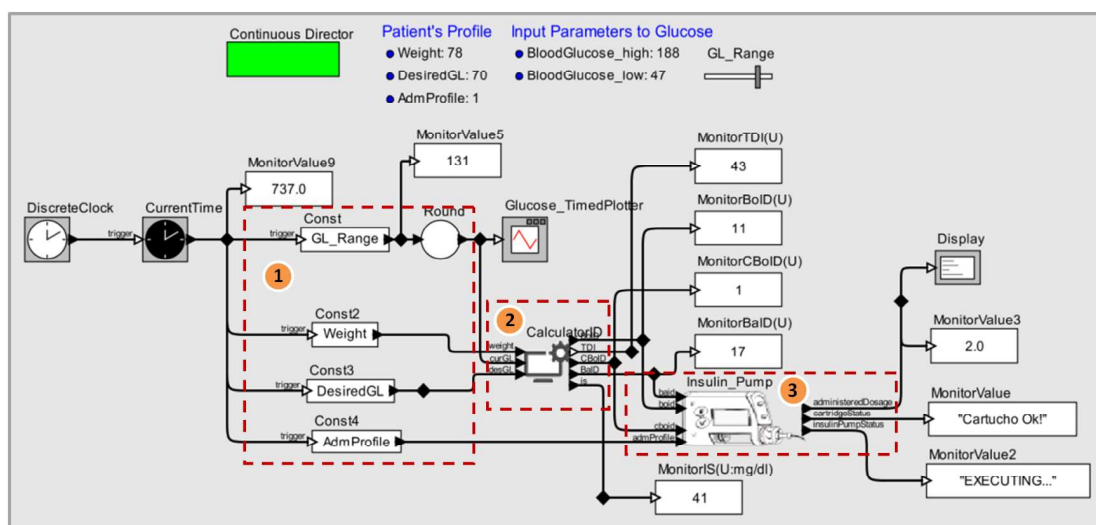 Continuous Director
Patient's Profile
Weight: 78
DesiredGL: 70
AdmProfile: 1
Input Parameters to Glucose
BloodGlucose_high: 188
BloodGlucose_low: 47
GL_Range
MonitorValue5
131
MonitorTDI(U)
43
MonitorValue9
737.0
DiscreteClock
CurrentTime
trigger
Const
trigger
GL_Range
Round
Glucose_TimedPlotter
MonitorBolD(U)
11
Display
1
MonitorCBolD(U)
1
2
CalculatorID
Const2
trigger
Weight
weight
curGL
desGL
TDI
CBolD
BaID
is
MonitorBaID(U)
17
MonitorValue3
2.0
Const3
trigger
DesiredGL
Insulin_Pump
3
baid
boid
cboid
admProfile
administeredDosage
cartridgeStatus
insulinPumpStatus
MonitorValue
"Cartucho Ok!"
Const4
trigger
AdmProfile
MonitorValue2
"EXECUTING..."
MonitorIS(U:mg/dl)
41